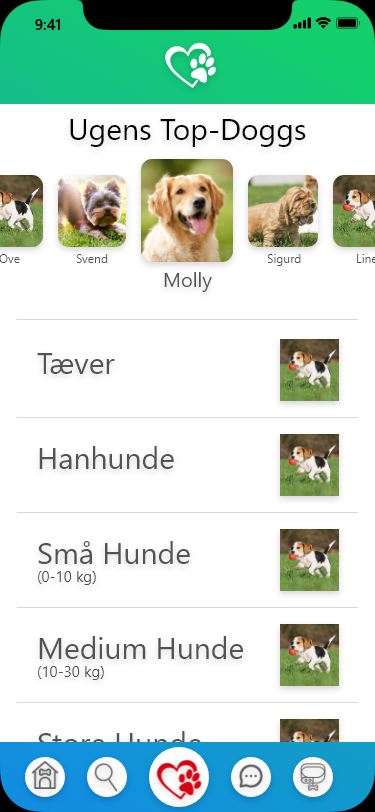 9:41
Ugens Top-Doggs
Ove
Svend
Molly
Sigurd
Line
Tæver
Hanhunde
Små Hunde
(0-10 kg)
Medium Hunde
(10-30 kg)
Store Hunde